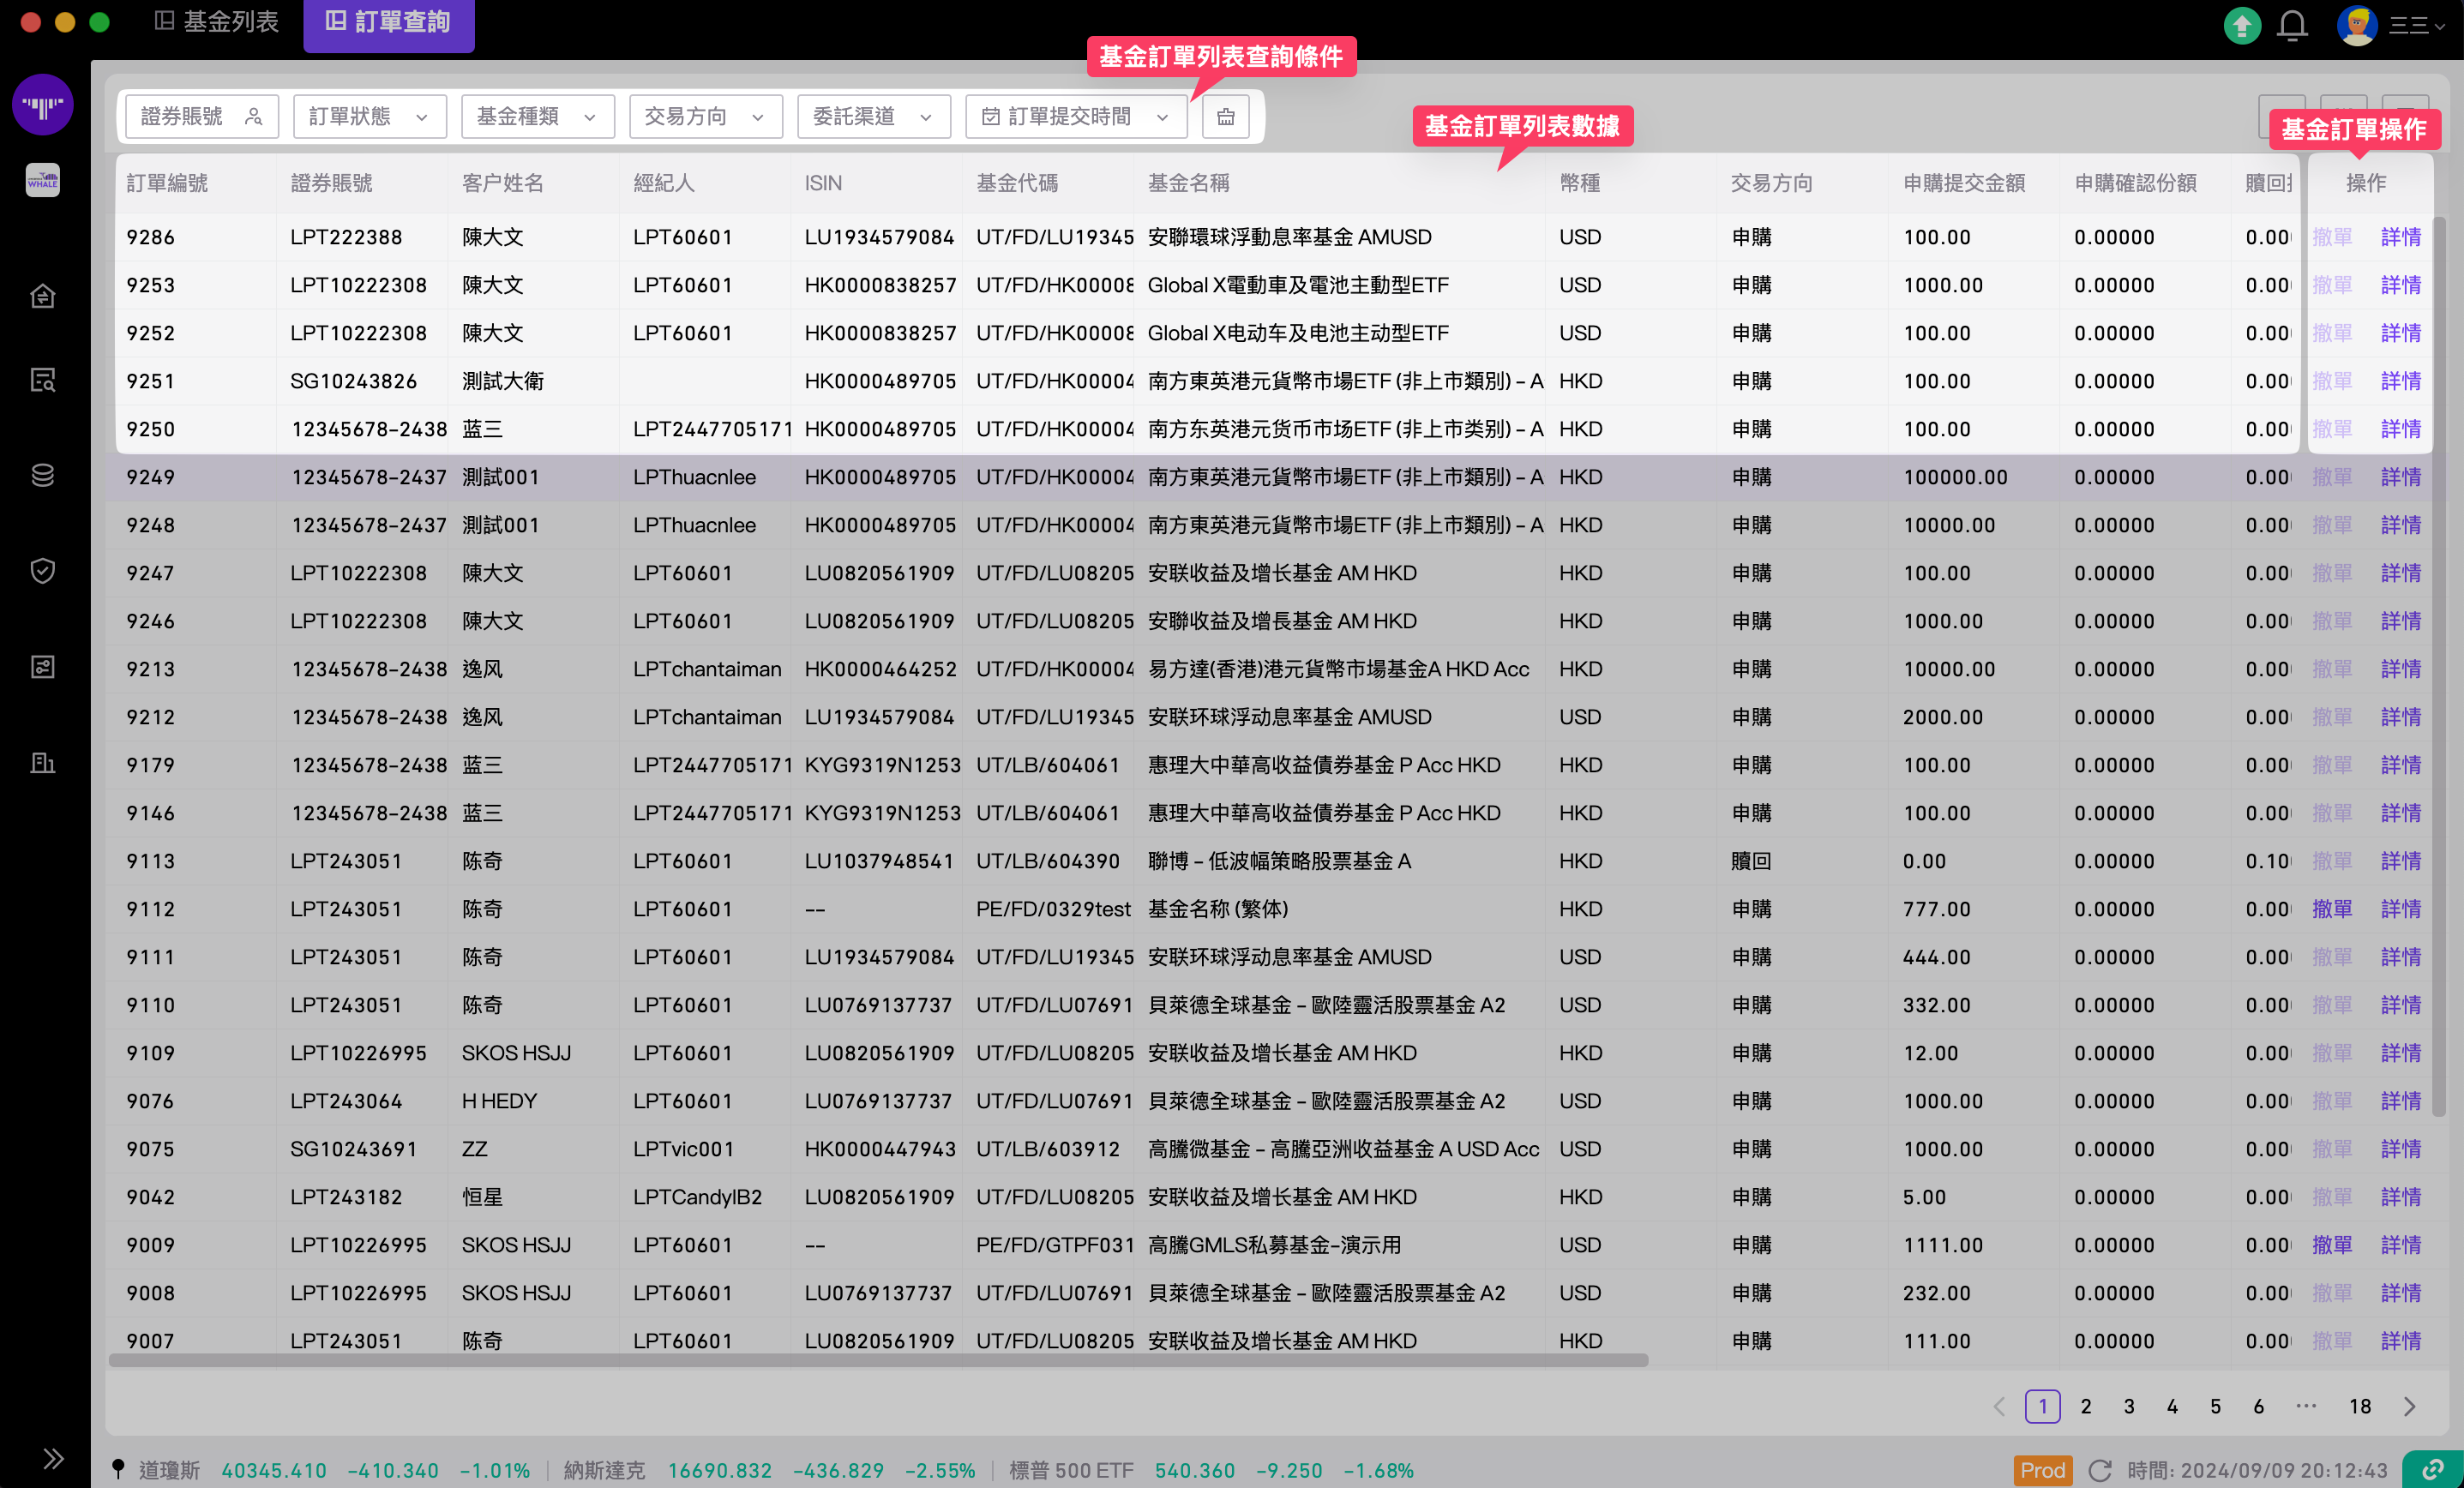 基金列表 訂單查詢 三三
基金訂單列表查詢條件
證券賬號 訂單狀態 基金種類 交易方向 委託渠道 訂單提交時間
基金訂單列表數據
基金訂單操作
WHALE
訂單編號 證券賬號 客户姓名 經紀人 ISIN 基金代碼 基金名稱 幣種 交易方向 申購提交金額 申購確認份額 贖回 操作
9286 LPT222388 陳大文 LPT60601 LU1934579084 UT/FD/LU19345 安聯環球浮動息率基金 AMUSD USD 申購 100.00 0.00000 0.00 撤單 詳情
9253 LPT10222308 陳大文 LPT60601 HK0000838257 UT/FD/HK00008 Global X電動車及電池主動型ETF USD 申購 1000.00 0.00000 0.00 撤單 詳情
9252 LPT10222308 陳大文 LPT60601 HK0000838257 UT/FD/HK00008 Global X电动车及电池主动型ETF USD 申購 100.00 0.00000 0.00 撤單 詳情
9251 SG10243826 測試大衛 HK0000489705 UT/FD/HK00004 南方東英港元貨幣市場ETF (非上市類別) – A HKD 申購 100.00 0.00000 0.00 撤單 詳情
9250 12345678-2438 蓝三 LPT2447705171 HK0000489705 UT/FD/HK00004 南方东英港元货币市场ETF (非上市类别) – A HKD 申購 100.00 0.00000 0.00 撤單 詳情
9249 12345678-2437 測試001 LPThuacnlee HK0000489705 UT/FD/HK00004 南方東英港元貨幣市場ETF (非上市類別) – A HKD 申購 100000.00 0.00000 0.00 撤單 詳情
9248 12345678-2437 測試001 LPThuacnlee HK0000489705 UT/FD/HK00004 南方東英港元貨幣市場ETF (非上市類別) – A HKD 申購 10000.00 0.00000 0.00 撤單 詳情
9247 LPT10222308 陳大文 LPT60601 LU0820561909 UT/FD/LU08205 安联收益及增长基金 AM HKD HKD 申購 100.00 0.00000 0.00 撤單 詳情
9246 LPT10222308 陳大文 LPT60601 LU0820561909 UT/FD/LU08205 安聯收益及增長基金 AM HKD HKD 申購 1000.00 0.00000 0.00 撤單 詳情
9213 12345678-2438 逸风 LPTchantaiman HK0000464252 UT/FD/HK00004 易方達(香港)港元貨幣市場基金A HKD Acc HKD 申購 10000.00 0.00000 0.00 撤單 詳情
9212 12345678-2438 逸风 LPTchantaiman LU1934579084 UT/FD/LU19345 安联环球浮动息率基金 AMUSD USD 申購 2000.00 0.00000 0.00 撤單 詳情
9179 12345678-2438 蓝三 LPT2447705171 KYG9319N1253 UT/LB/604061 惠理大中華高收益債券基金 P Acc HKD HKD 申購 100.00 0.00000 0.00 撤單 詳情
9146 12345678-2438 蓝三 LPT2447705171 KYG9319N1253 UT/LB/604061 惠理大中華高收益債券基金 P Acc HKD HKD 申購 100.00 0.00000 0.00 撤單 詳情
9113 LPT243051 陈奇 LPT60601 LU1037948541 UT/LB/604390 聯博 – 低波幅策略股票基金 A HKD 贖回 0.00 0.00000 0.10 撤單 詳情
9112 LPT243051 陈奇 LPT60601 -- PE/FD/0329test 基金名称 (繁体) HKD 申購 777.00 0.00000 0.00 撤單 詳情
9111 LPT243051 陈奇 LPT60601 LU1934579084 UT/FD/LU19345 安联环球浮动息率基金 AMUSD USD 申購 444.00 0.00000 0.00 撤單 詳情
9110 LPT243051 陈奇 LPT60601 LU0769137737 UT/FD/LU07691 貝萊德全球基金 – 歐陸靈活股票基金 A2 USD 申購 332.00 0.00000 0.00 撤單 詳情
9109 LPT10226995 SKOS HSJJ LPT60601 LU0820561909 UT/FD/LU08205 安联收益及增长基金 AM HKD HKD 申購 12.00 0.00000 0.00 撤單 詳情
9076 LPT243064 H HEDY LPT60601 LU0769137737 UT/FD/LU07691 貝萊德全球基金 – 歐陸靈活股票基金 A2 USD 申購 1000.00 0.00000 0.00 撤單 詳情
9075 SG10243691 ZZ LPTvic001 HK0000447943 UT/LB/603912 高騰微基金 – 高騰亞洲收益基金 A USD Acc USD 申購 1000.00 0.00000 0.00 撤單 詳情
9042 LPT243182 恒星 LPTCandyIB2 LU0820561909 UT/FD/LU08205 安联收益及增长基金 AM HKD HKD 申購 5.00 0.00000 0.00 撤單 詳情
9009 LPT10226995 SKOS HSJJ LPT60601 -- PE/FD/GTPF031 高騰GMLS私募基金-演示用 USD 申購 1111.00 0.00000 0.00 撤單 詳情
9008 LPT10226995 SKOS HSJJ LPT60601 LU0769137737 UT/FD/LU07691 貝萊德全球基金 – 歐陸靈活股票基金 A2 USD 申購 232.00 0.00000 0.00 撤單 詳情
9007 LPT243051 陈奇 LPT60601 LU0820561909 UT/FD/LU08205 安联收益及增长基金 AM HKD HKD 申購 111.00 0.00000 0.00 撤單 詳情
1 2 3 4 5 6 ••• 18
道瓊斯 40345.410 -410.340 -1.01% 納斯達克 16690.832 -436.829 -2.55% 標普 500 ETF 540.360 -9.250 -1.68% Prod 時間: 2024/09/09 20:12:43